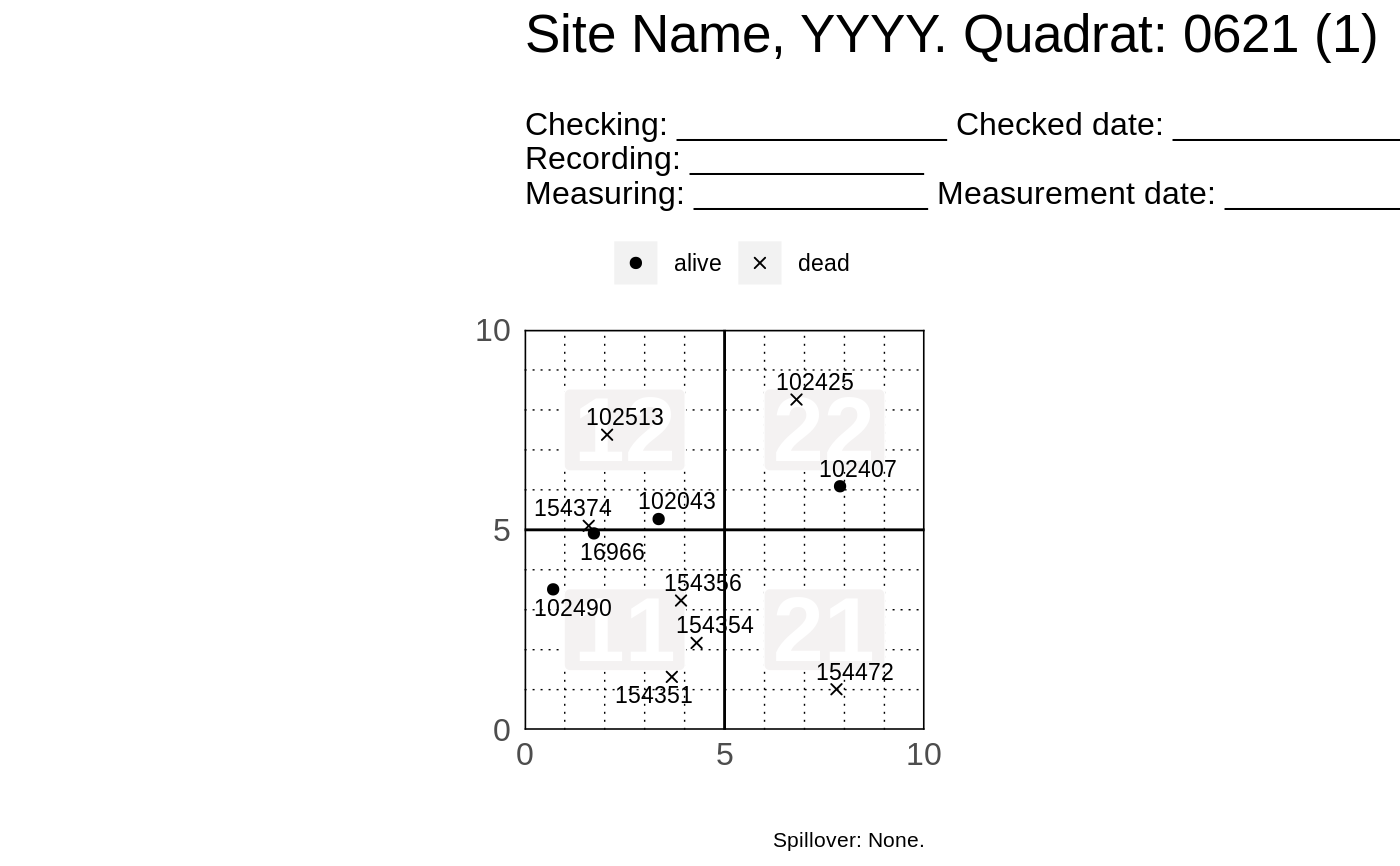 Site Name, YYYY. Quadrat: 0621 (1)
Checking: _______________ Checked date: _____________
Recording: _____________
Measuring: _____________ Measurement date: __________
alive dead
10
102425
12 22
102513
102407
154374 102043
5
16966
154356
102490
11 21
154354
154472
154351
0
0 5 10
Spillover: None.